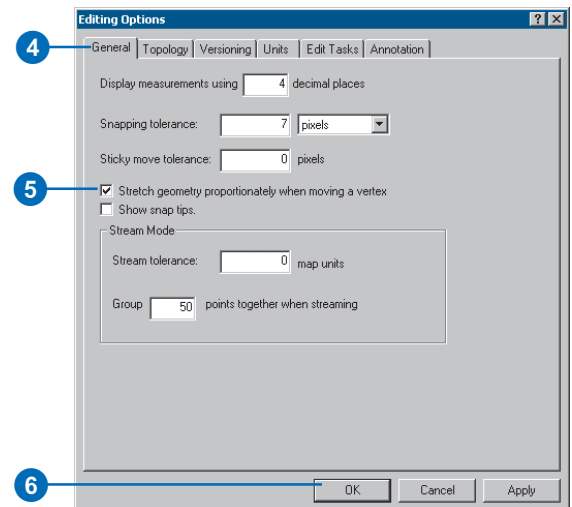 Editing Options
4 General Topology Versioning Units Edit Tasks Annotation
Display measurements using 4 decimal places
Snapping tolerance: 7 pixels
Sticky move tolerance: 0 pixels
5 Stretch geometry proportionately when moving a vertex
Show snap tips.
Stream Mode
Stream tolerance: 0 map units
Group 50 points together when streaming
6 OK Cancel Apply